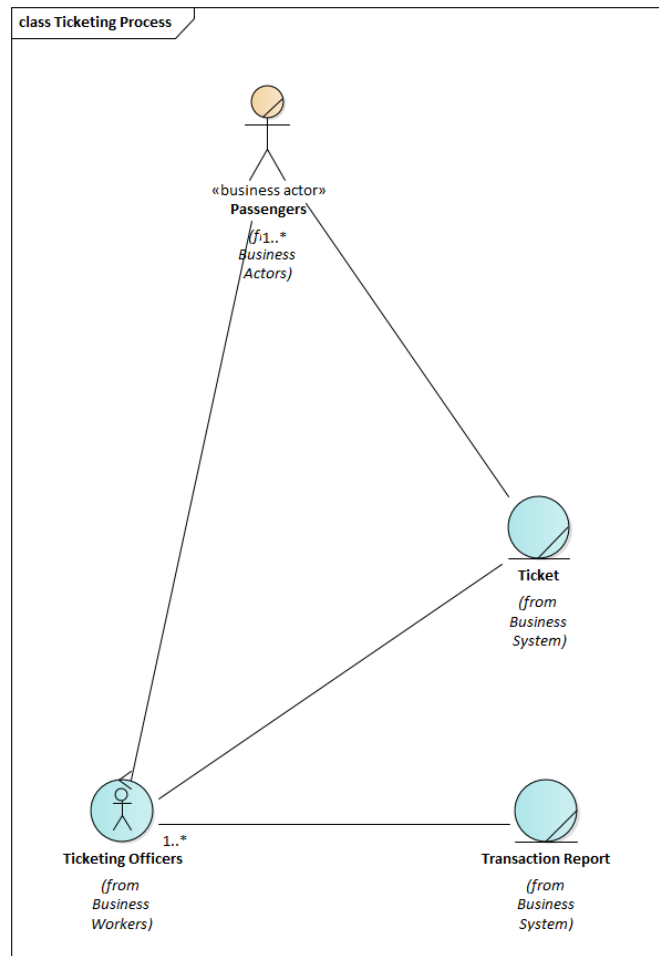 class Ticketing Process
«business actor»
Passengers
(f 1..*
Business
Actors)
Ticket
(from
Business
System)
1..*
Ticketing Officers
(from
Business
Workers)
Transaction Report
(from
Business
System)